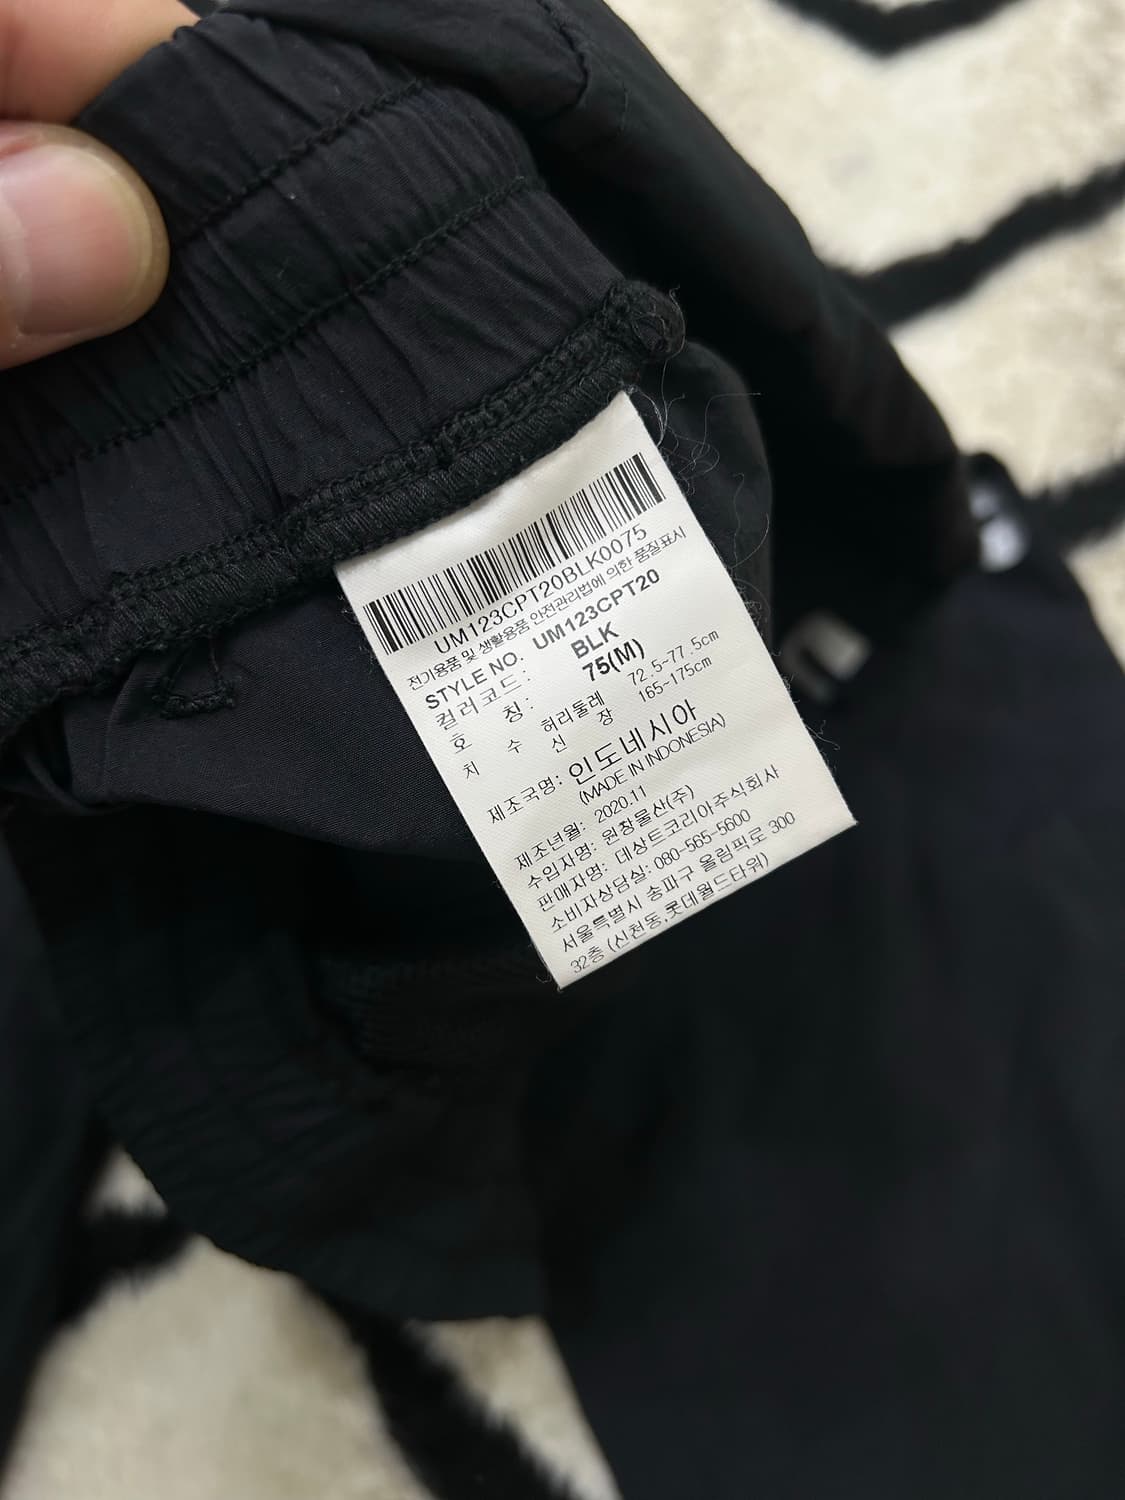 UM123CPT20BLK0075
전기용품 및 생활용품 안전관리법에 의한 품질표시
STYLE NO. UM123CPT20
컬러코드: BLK
호 칭: 75(M)
치 수 허리둘레 72.5~77.5cm
신 장 165~175cm
제조국명: 인도네시아
(MADE IN INDONESIA)
제조년월: 2020.11
수입자명: 원창물산(주)
판매자명: 데상트코리아주식회사
소비자상담실: 080-565-5600
서울특별시 송파구 올림픽로 300
32층 (신천동,롯데월드타워)